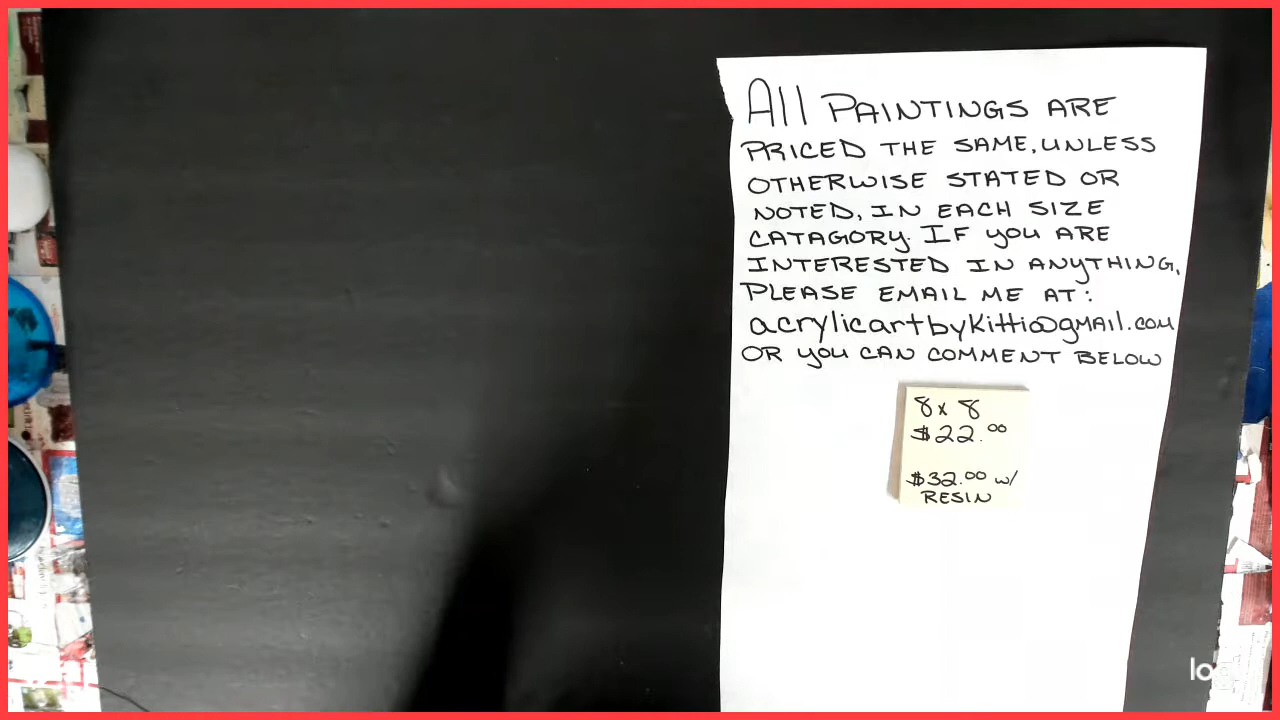 All PAINTINGS ARE
PRICED THE SAME, UNLESS
OTHERWISE STATED OR
NOTED, IN EACH SIZE
CATAGORY. IF you ARE
INTERESTED IN ANyTHING,
PLEASE EMAIL ME AT:
acrylicartbykitti@gmail.com
OR you CAN COMMENT BELOW
8 x 8
$22.00
$32.00 w/
RESIN